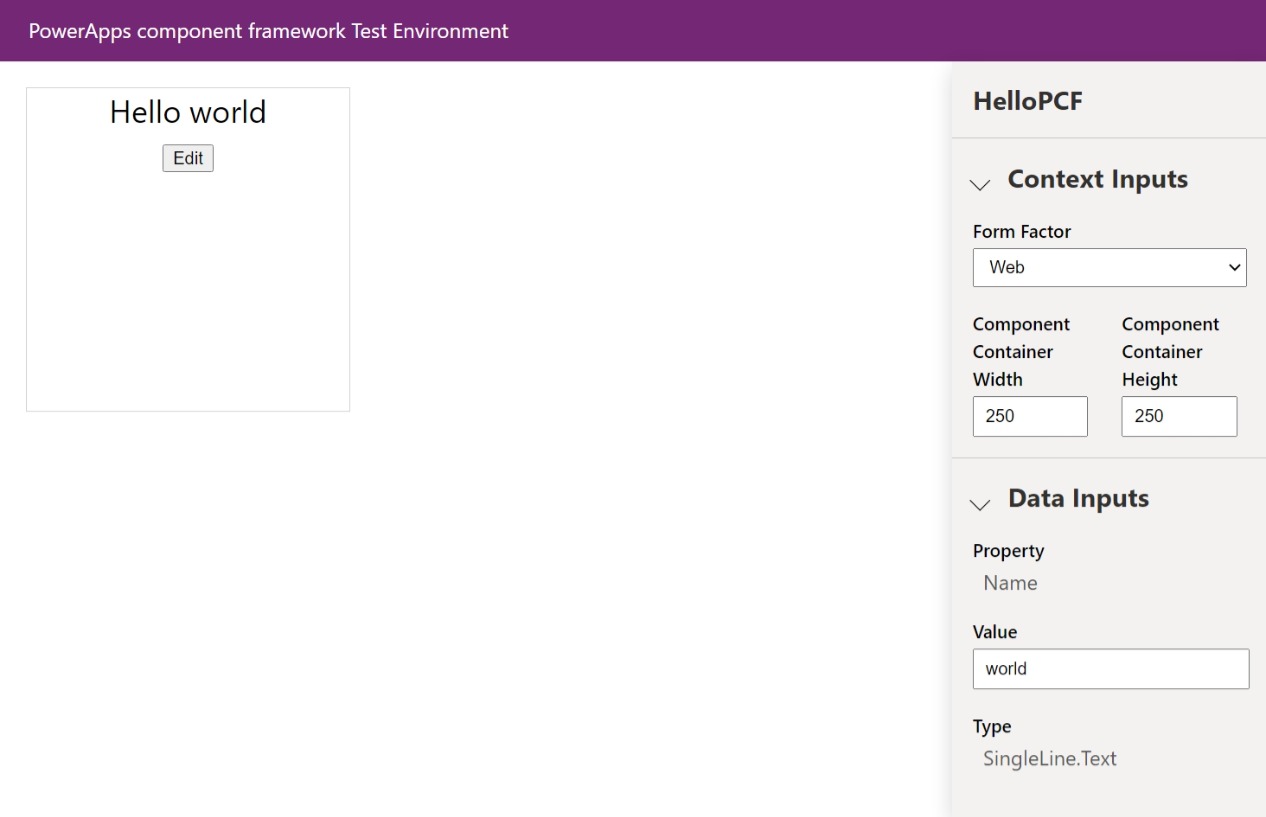 PowerApps component framework Test Environment
Hello world
Edit
HelloPCF
Context Inputs
Form Factor
Web
Component
Container
Width
250
Component
Container
Height
250
Data Inputs
Property
Name
Value
world
Type
SingleLine.Text